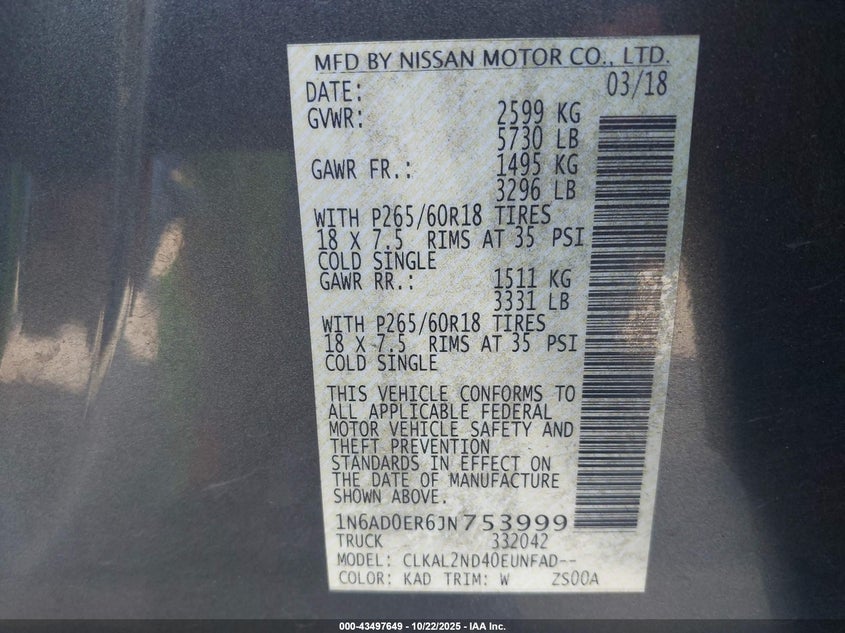 MFD BY NISSAN MOTOR CO., LTD.
DATE: 03/18
GVWR: 2599 KG
5730 LB
GAWR FR.: 1495 KG
3296 LB
WITH P265/60R18 TIRES
18 X 7.5 RIMS AT 35 PSI
COLD SINGLE
GAWR RR.: 1511 KG
3331 LB
WITH P265/60R18 TIRES
18 X 7.5 RIMS AT 35 PSI
COLD SINGLE
THIS VEHICLE CONFORMS TO
ALL APPLICABLE FEDERAL
MOTOR VEHICLE SAFETY AND
THEFT PREVENTION
STANDARDS IN EFFECT ON
THE DATE OF MANUFACTURE
SHOWN ABOVE.
1N6AD0ER6JN753999
TRUCK 332042
MODEL: CLKAL2ND40EUNFAD--
COLOR: KAD TRIM: W ZS00A
000-43497649 - 10/22/2025 - IAA Inc.